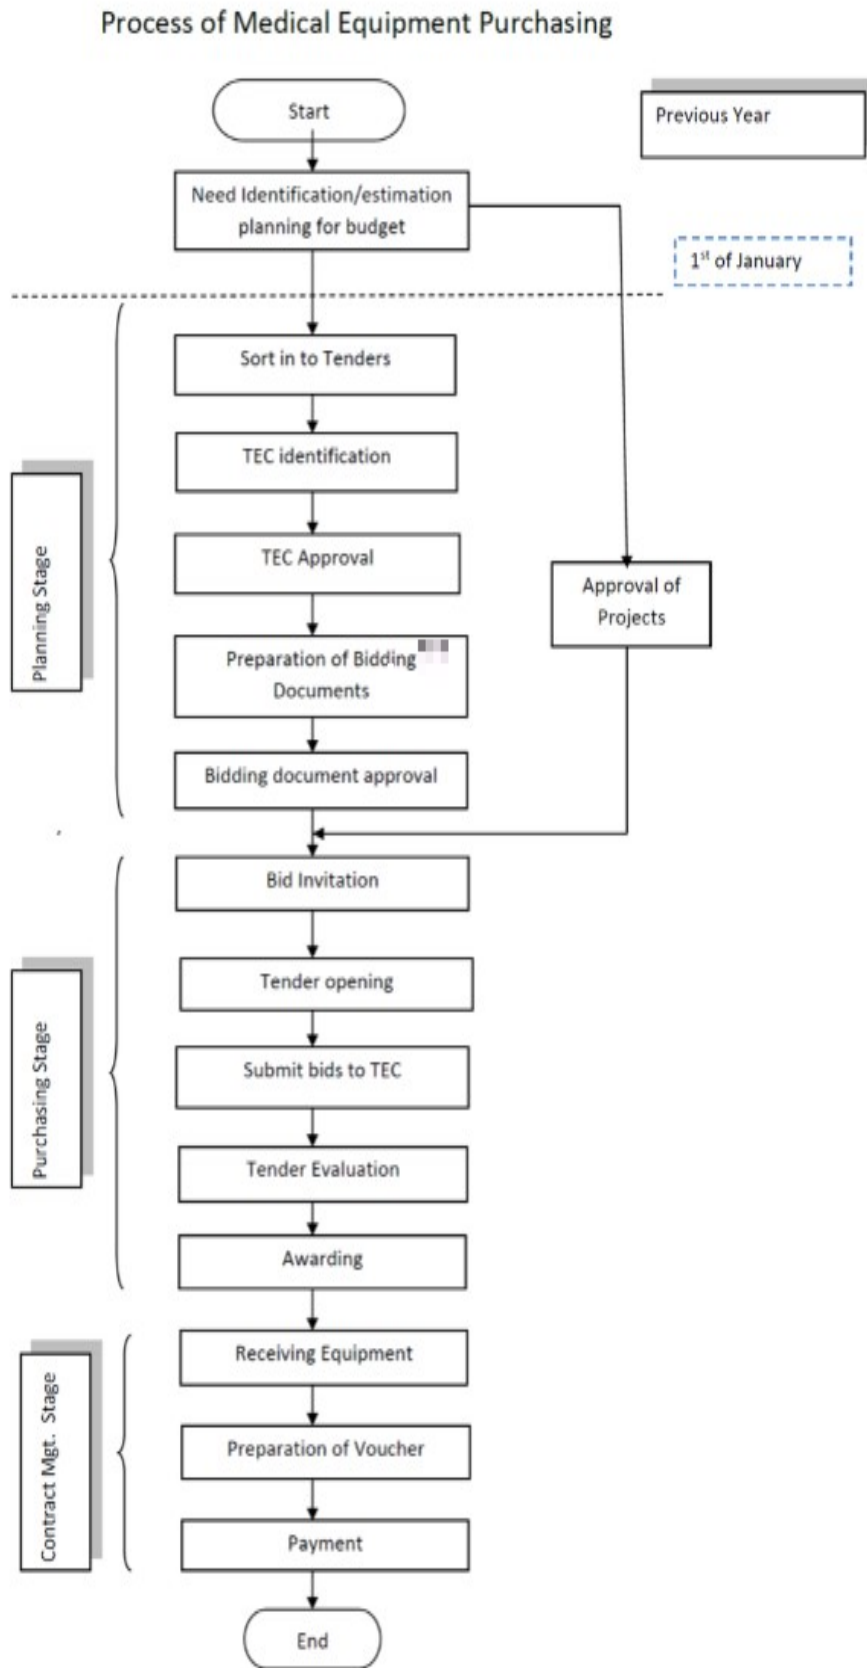 Process of Medical Equipment Purchasing
Start
Previous Year
Need Identification/estimation
planning for budget
1st of January
Sort in to Tenders
TEC identification
TEC Approval
Approval of
Projects
Planning Stage
Preparation of Bidding
Documents
Bidding document approval
Bid Invitation
Tender opening
Purchasing Stage
Submit bids to TEC
Tender Evaluation
Awarding
Receiving Equipment
Contract Mgt. Stage
Preparation of Voucher
Payment
End